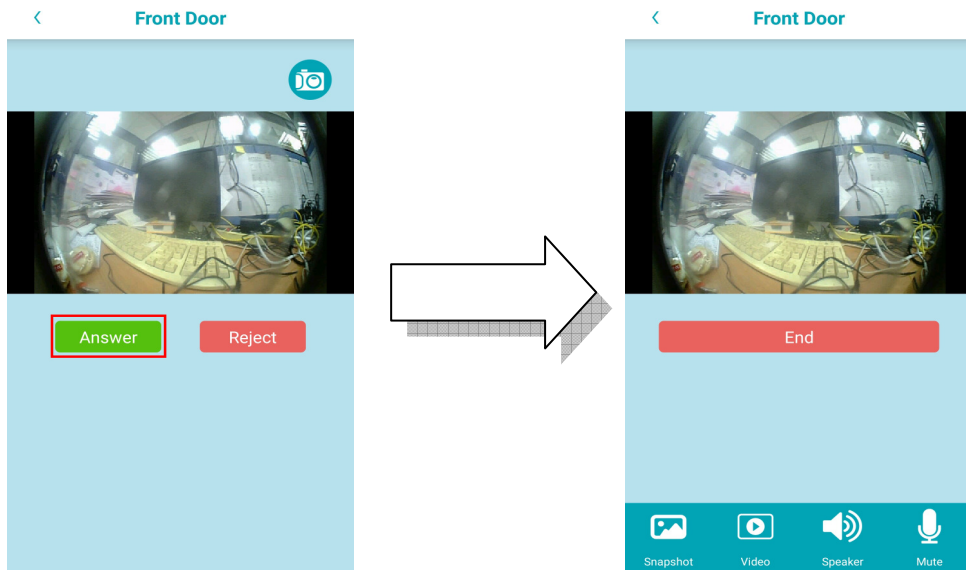 Front Door
Answer
Reject
Front Door
End
Snapshot
Video
Speaker
Mute